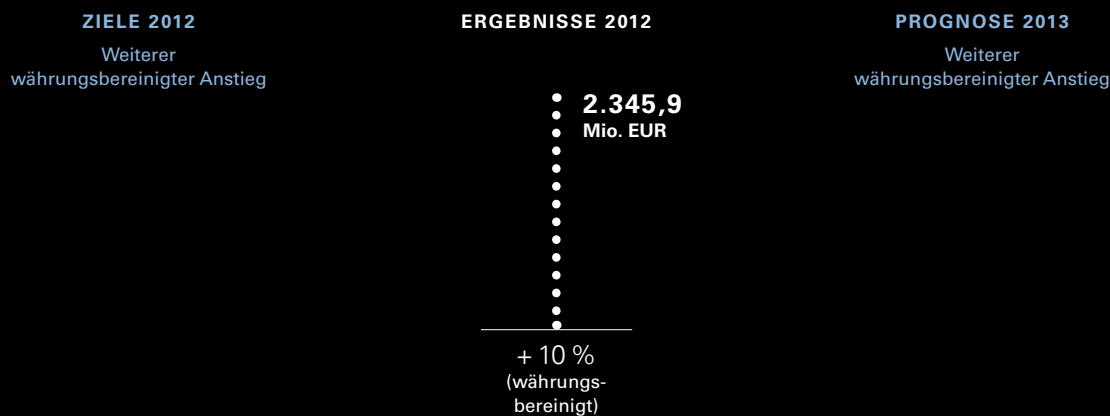 ZIELE 2012
Weiterer
währungsbereinigter Anstieg
ERGEBNISSE 2012
2.345,9
Mio. EUR
+ 10 %
(währungs-
bereinigt)
PROGNOSE 2013
Weiterer
währungsbereinigter Anstieg